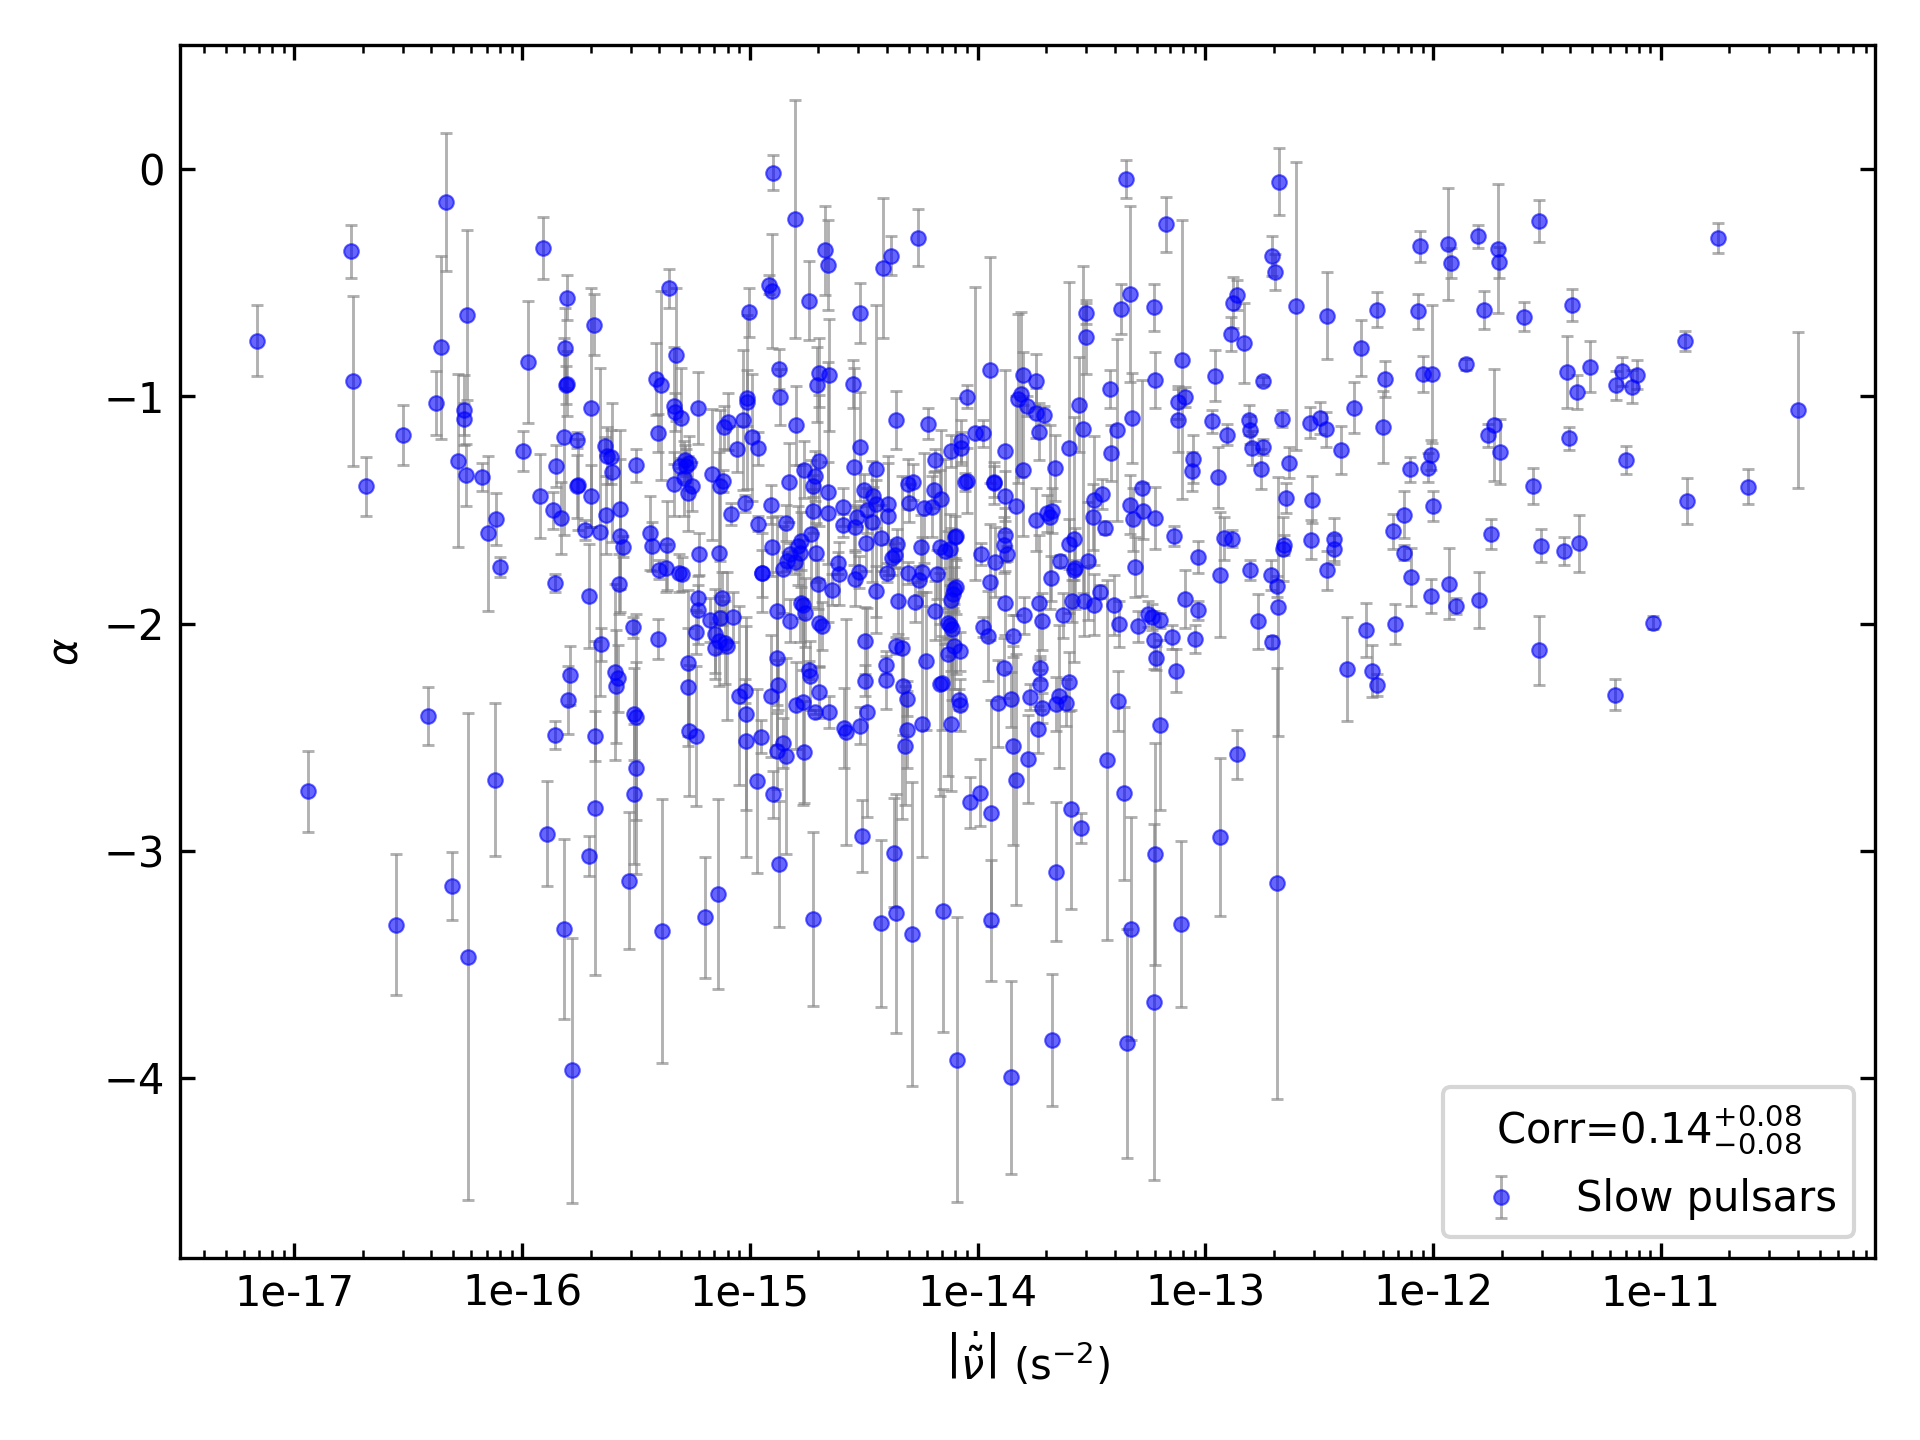 0
−1
−2
−3
−4
α
1e-17 1e-16 1e-15 1e-14 1e-13 1e-12 1e-11
|ν̃̇| (s⁻²)
Corr=0.14⁺⁰·⁰⁸₋₀.₀₈
Slow pulsars